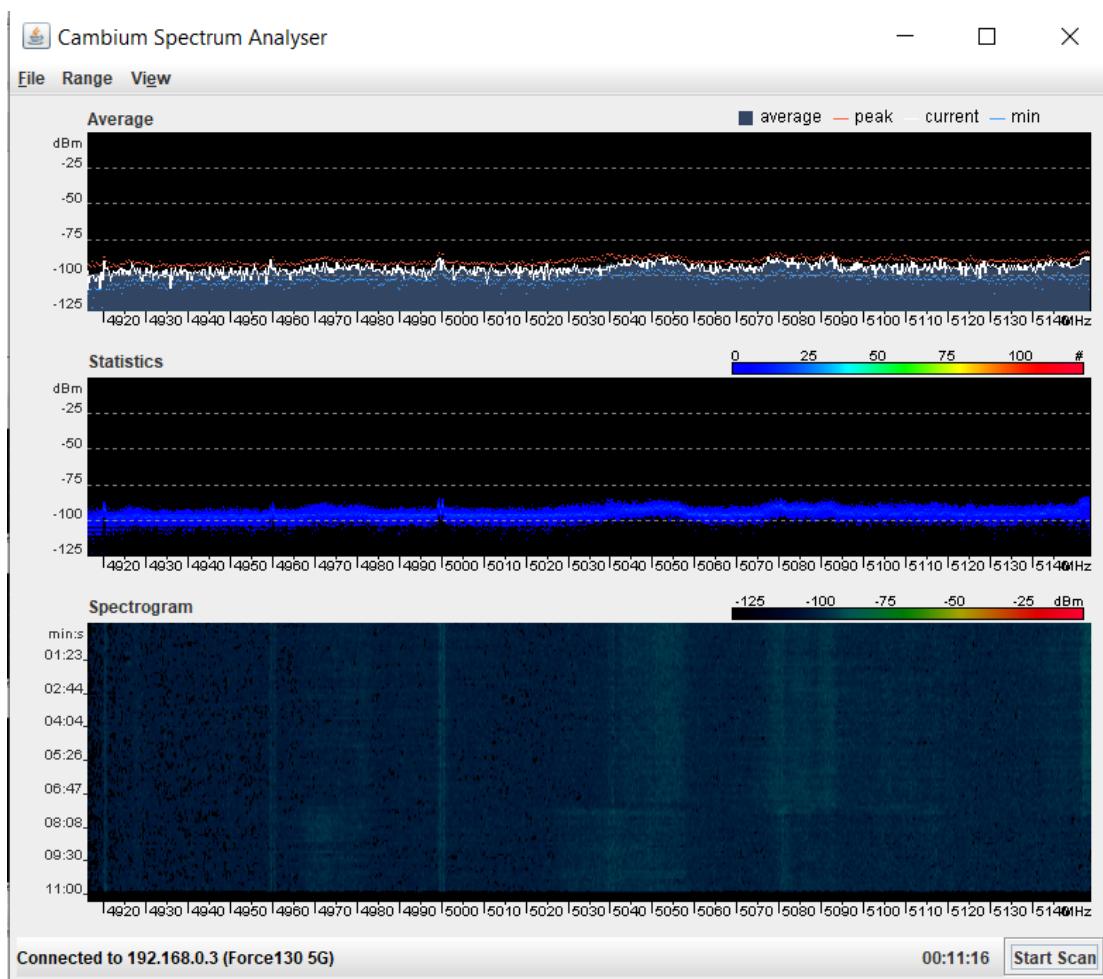 Cambium Spectrum Analyser
File Range View
Average
average peak current min
dBm
-25
-50
-75
-100
-125
4920 4930 4940 4950 4960 4970 4980 4990 5000 5010 5020 5030 5040 5050 5060 5070 5080 5090 5100 5110 5120 5130 5140 MHz
Statistics
0 25 50 75 100 #
dBm
-25
-50
-75
-100
-125
4920 4930 4940 4950 4960 4970 4980 4990 5000 5010 5020 5030 5040 5050 5060 5070 5080 5090 5100 5110 5120 5130 5140 MHz
Spectrogram
-125 -100 -75 -50 -25 dBm
min:s
01:23
02:44
04:04
05:26
06:47
08:08
09:30
11:00
4920 4930 4940 4950 4960 4970 4980 4990 5000 5010 5020 5030 5040 5050 5060 5070 5080 5090 5100 5110 5120 5130 5140 MHz
Connected to 192.168.0.3 (Force130 5G) 00:11:16 Start Scan